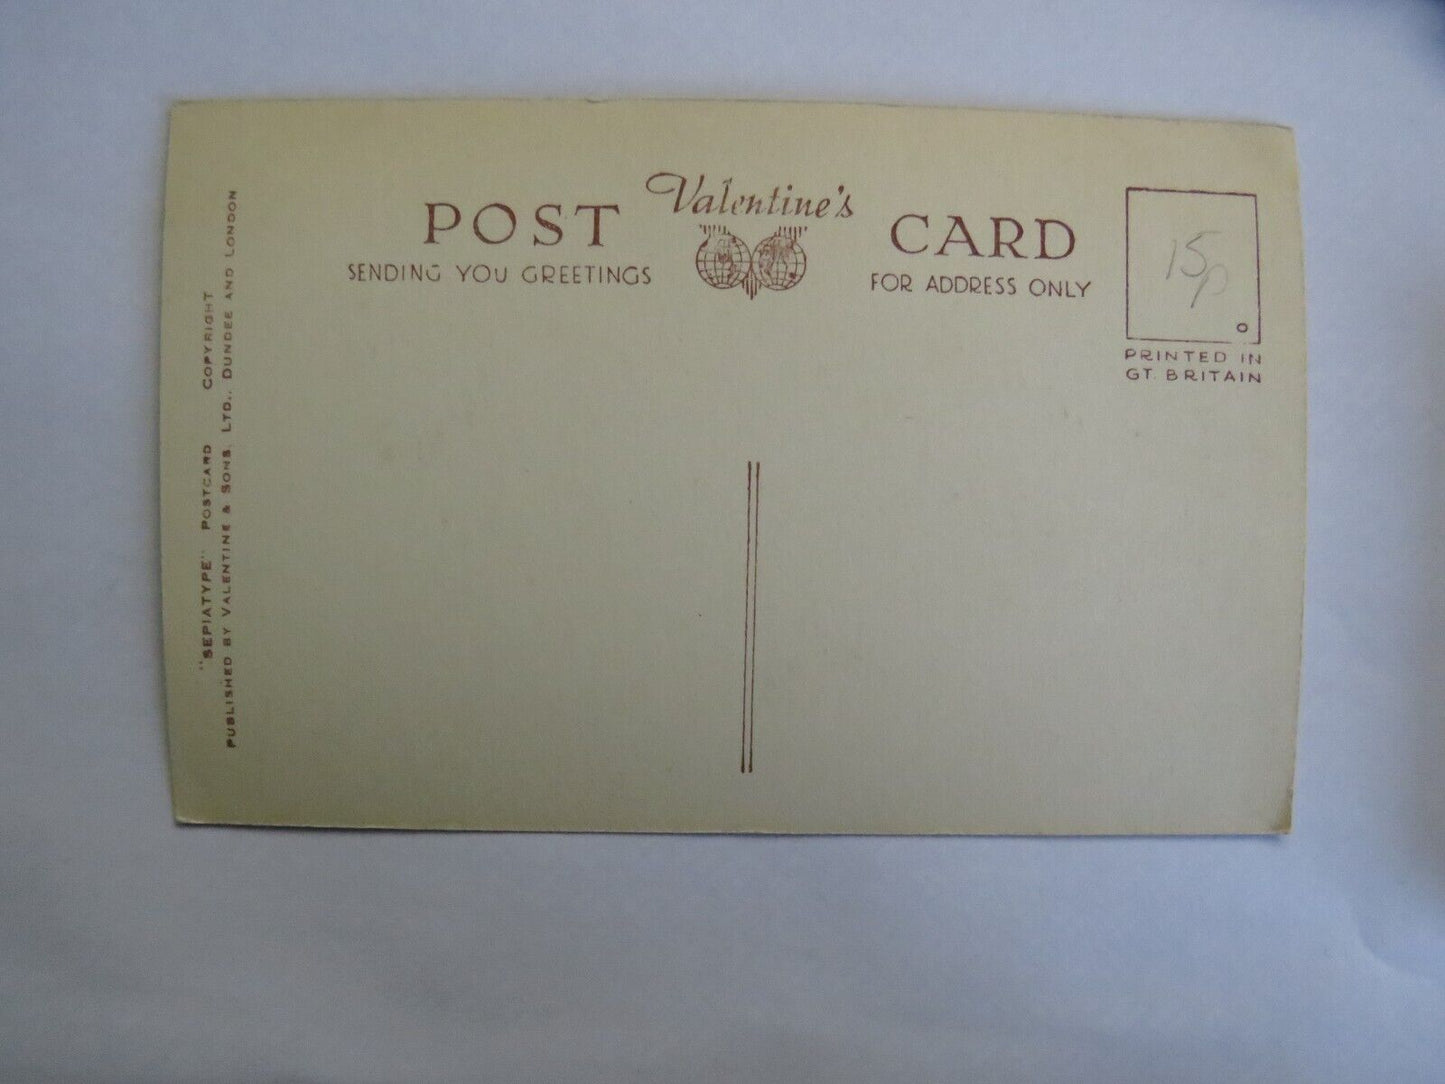 Valentine's
POST CARD
SENDING YOU GREETINGS
FOR ADDRESS ONLY
15p
PRINTED IN
GT. BRITAIN
"SEPIATYPE" POSTCARD COPYRIGHT
PUBLISHED BY VALENTINE & SONS, LTD., DUNDEE AND LONDON